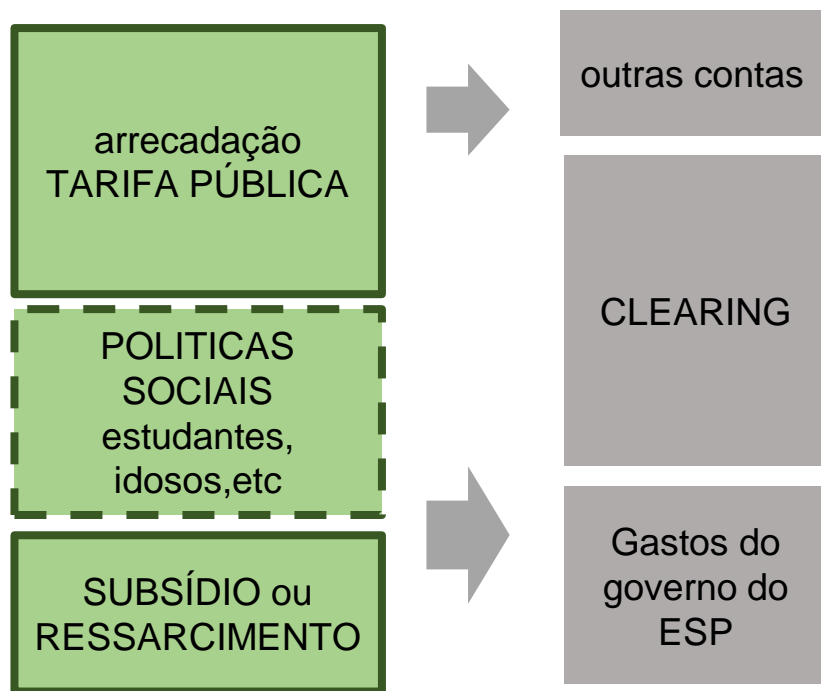 arrecadação
TARIFA PÚBLICA
POLITICAS
SOCIAIS
estudantes,
idosos,etc
SUBSÍDIO ou
RESSARCIMENTO
outras contas
CLEARING
Gastos do
governo do
ESP